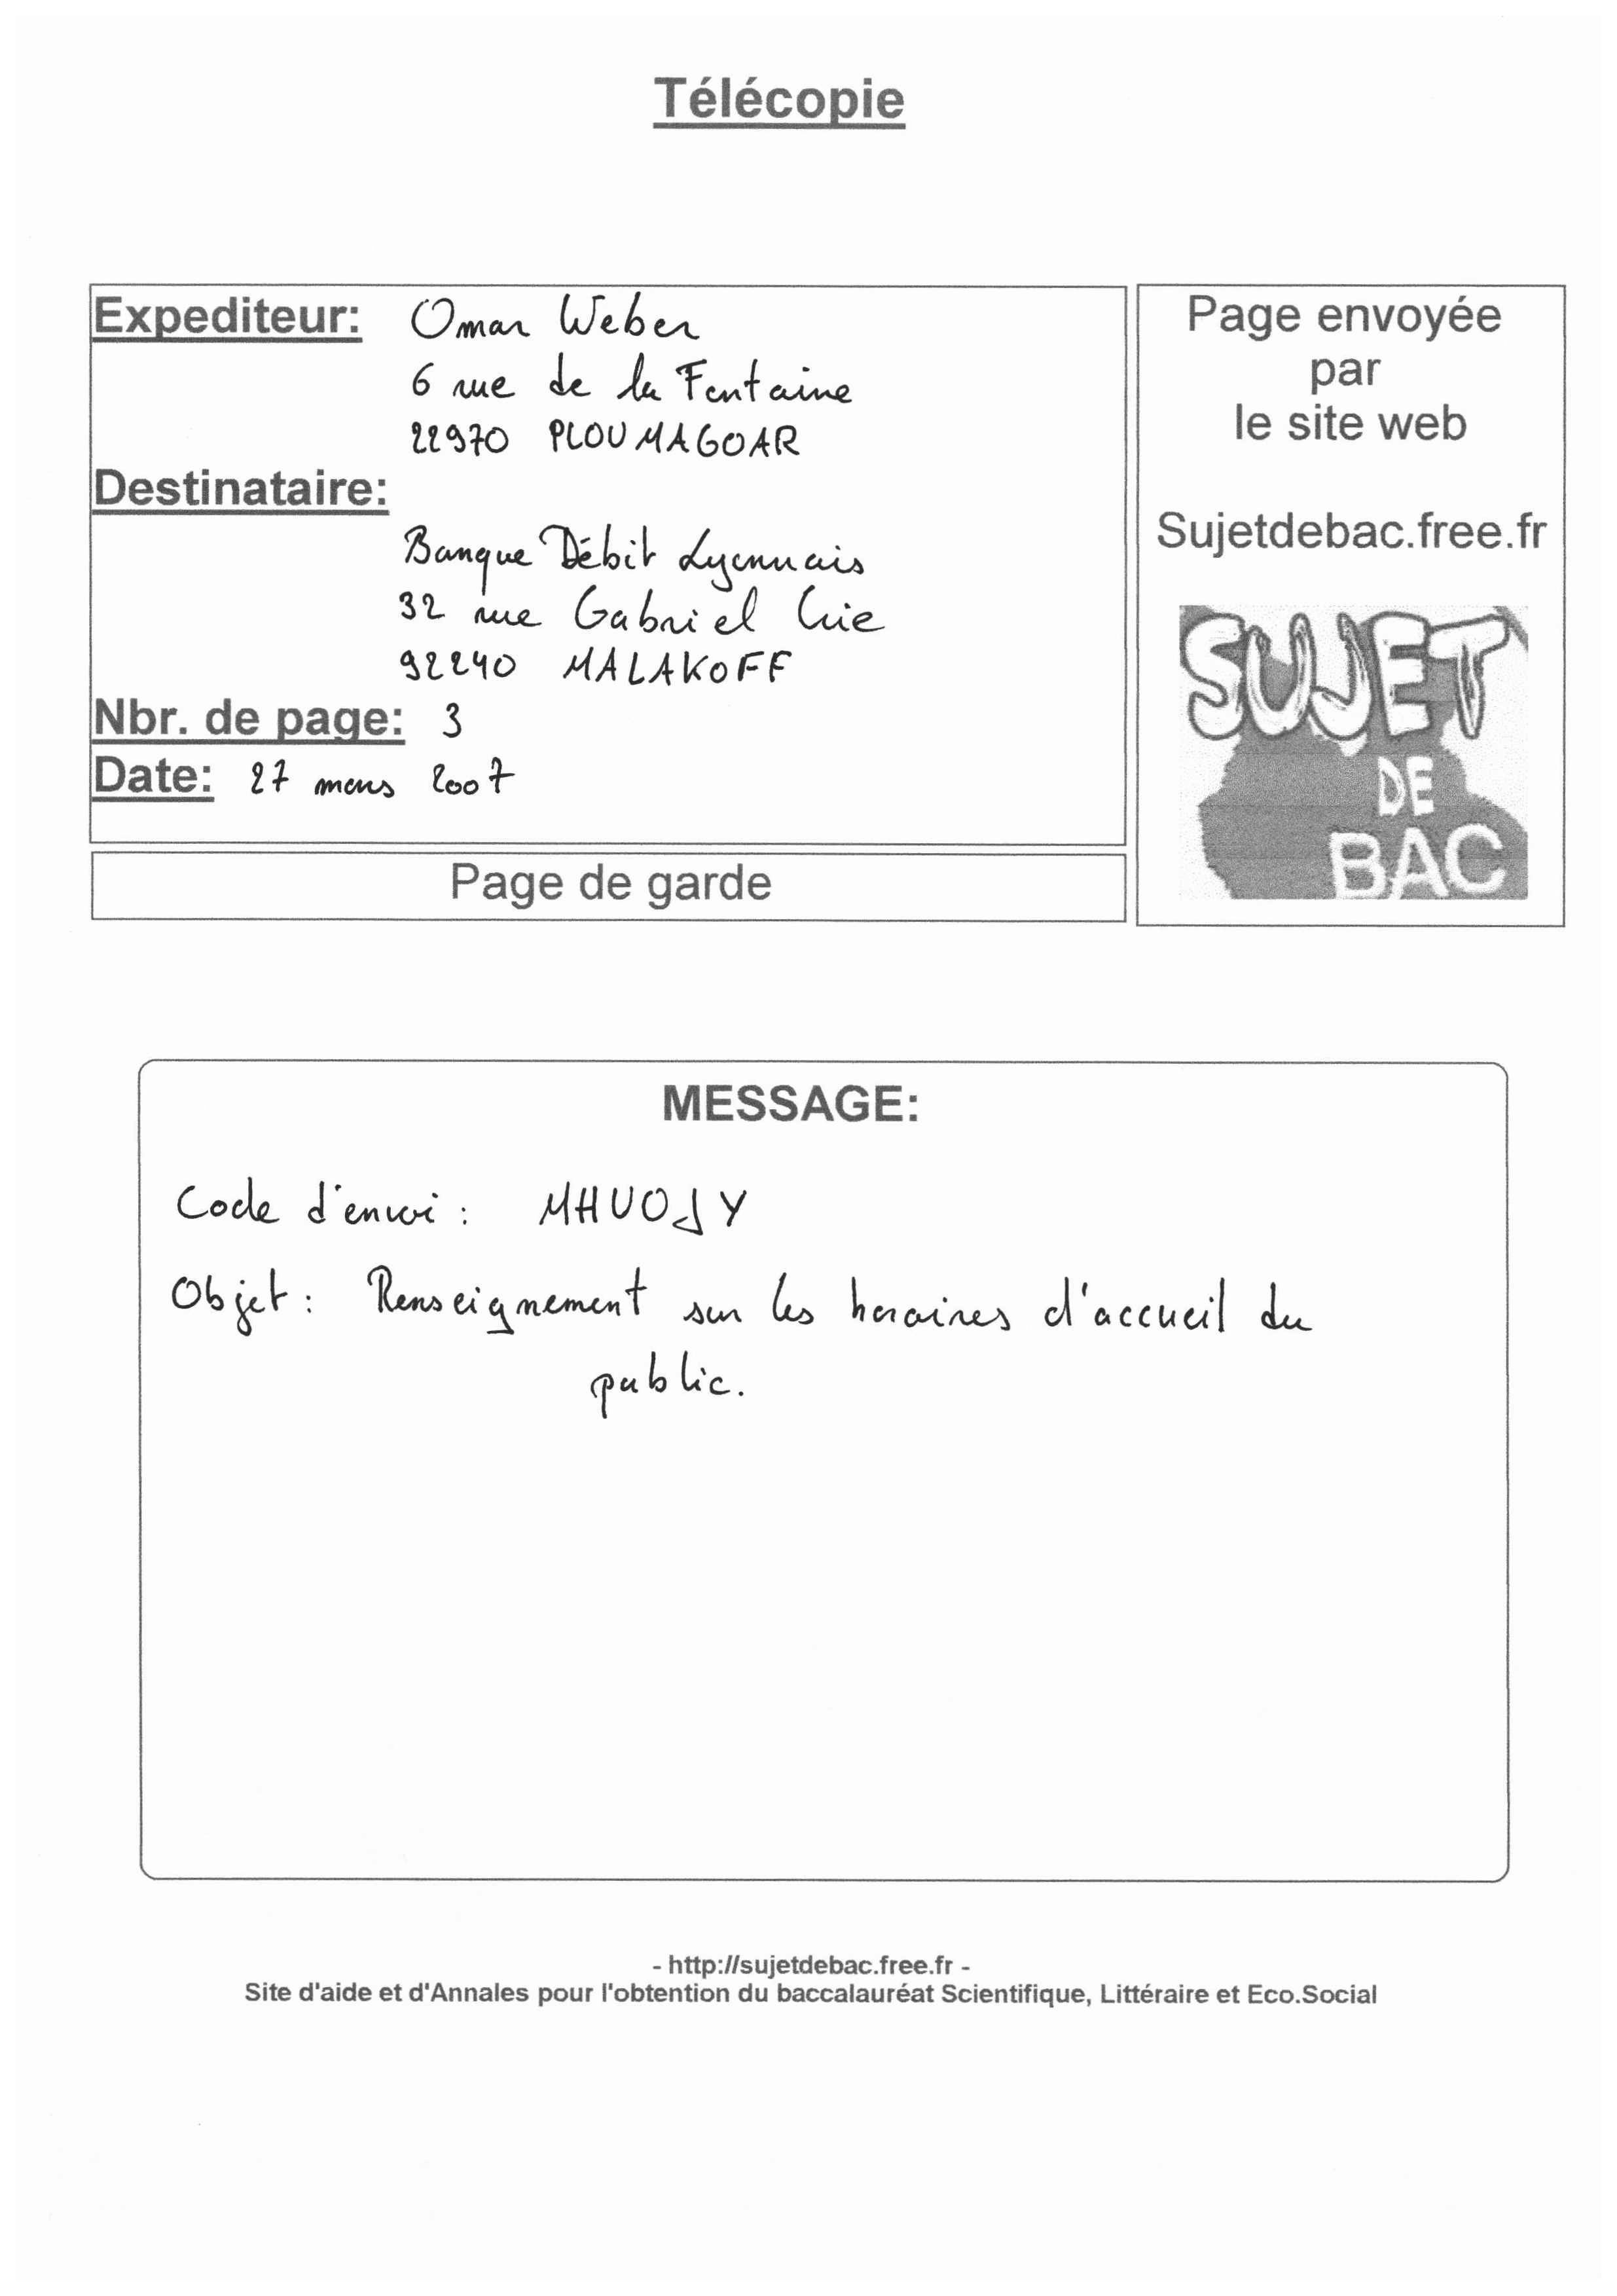 Télécopie
Expediteur: Omar Weber
6 rue de la Fontaine
22970 PLOUMAGOAR
Destinataire:
Banque Débit Lyonnais
32 rue Gabriel Crie
92240 MALAKOFF
Nbr. de page: 3
Date: 27 mars 2007
Page de garde
Page envoyée
par
le site web
Sujetdebac.free.fr
SUJET
DE
BAC
MESSAGE:
Code d'envoi : MHUOJY
Objet : Renseignement sur les horaires d'accueil du
public.
- http://sujetdebac.free.fr -
Site d'aide et d'Annales pour l'obtention du baccalauréat Scientifique, Littéraire et Eco.Social